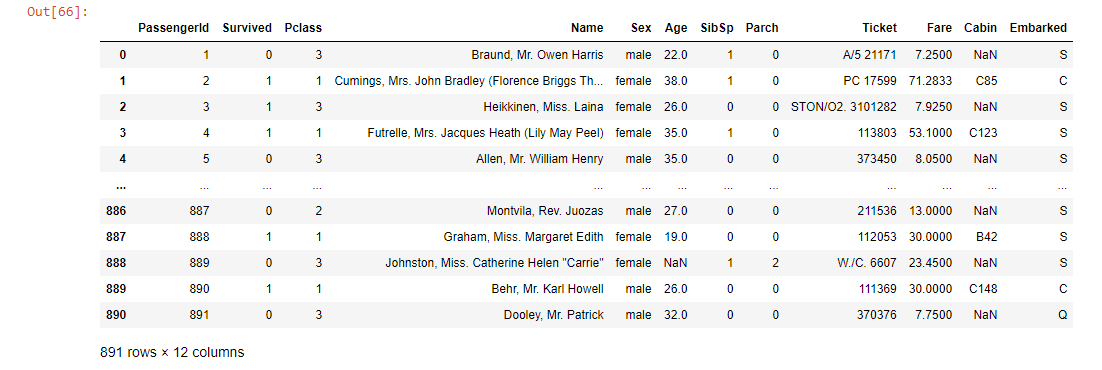 Out[66]:
PassengerId Survived Pclass Name Sex Age SibSp Parch Ticket Fare Cabin Embarked
0 1 0 3 Braund, Mr. Owen Harris male 22.0 1 0 A/5 21171 7.2500 NaN S
1 2 1 1 Cumings, Mrs. John Bradley (Florence Briggs Th... female 38.0 1 0 PC 17599 71.2833 C85 C
2 3 1 3 Heikkinen, Miss. Laina female 26.0 0 0 STON/O2. 3101282 7.9250 NaN S
3 4 1 1 Futrelle, Mrs. Jacques Heath (Lily May Peel) female 35.0 1 0 113803 53.1000 C123 S
4 5 0 3 Allen, Mr. William Henry male 35.0 0 0 373450 8.0500 NaN S
... ... ... ... ... ... ... ... ... ... ... ... ...
886 887 0 2 Montvila, Rev. Juozas male 27.0 0 0 211536 13.0000 NaN S
887 888 1 1 Graham, Miss. Margaret Edith female 19.0 0 0 112053 30.0000 B42 S
888 889 0 3 Johnston, Miss. Catherine Helen "Carrie" female NaN 1 2 W./C. 6607 23.4500 NaN S
889 890 1 1 Behr, Mr. Karl Howell male 26.0 0 0 111369 30.0000 C148 C
890 891 0 3 Dooley, Mr. Patrick male 32.0 0 0 370376 7.7500 NaN Q
891 rows × 12 columns